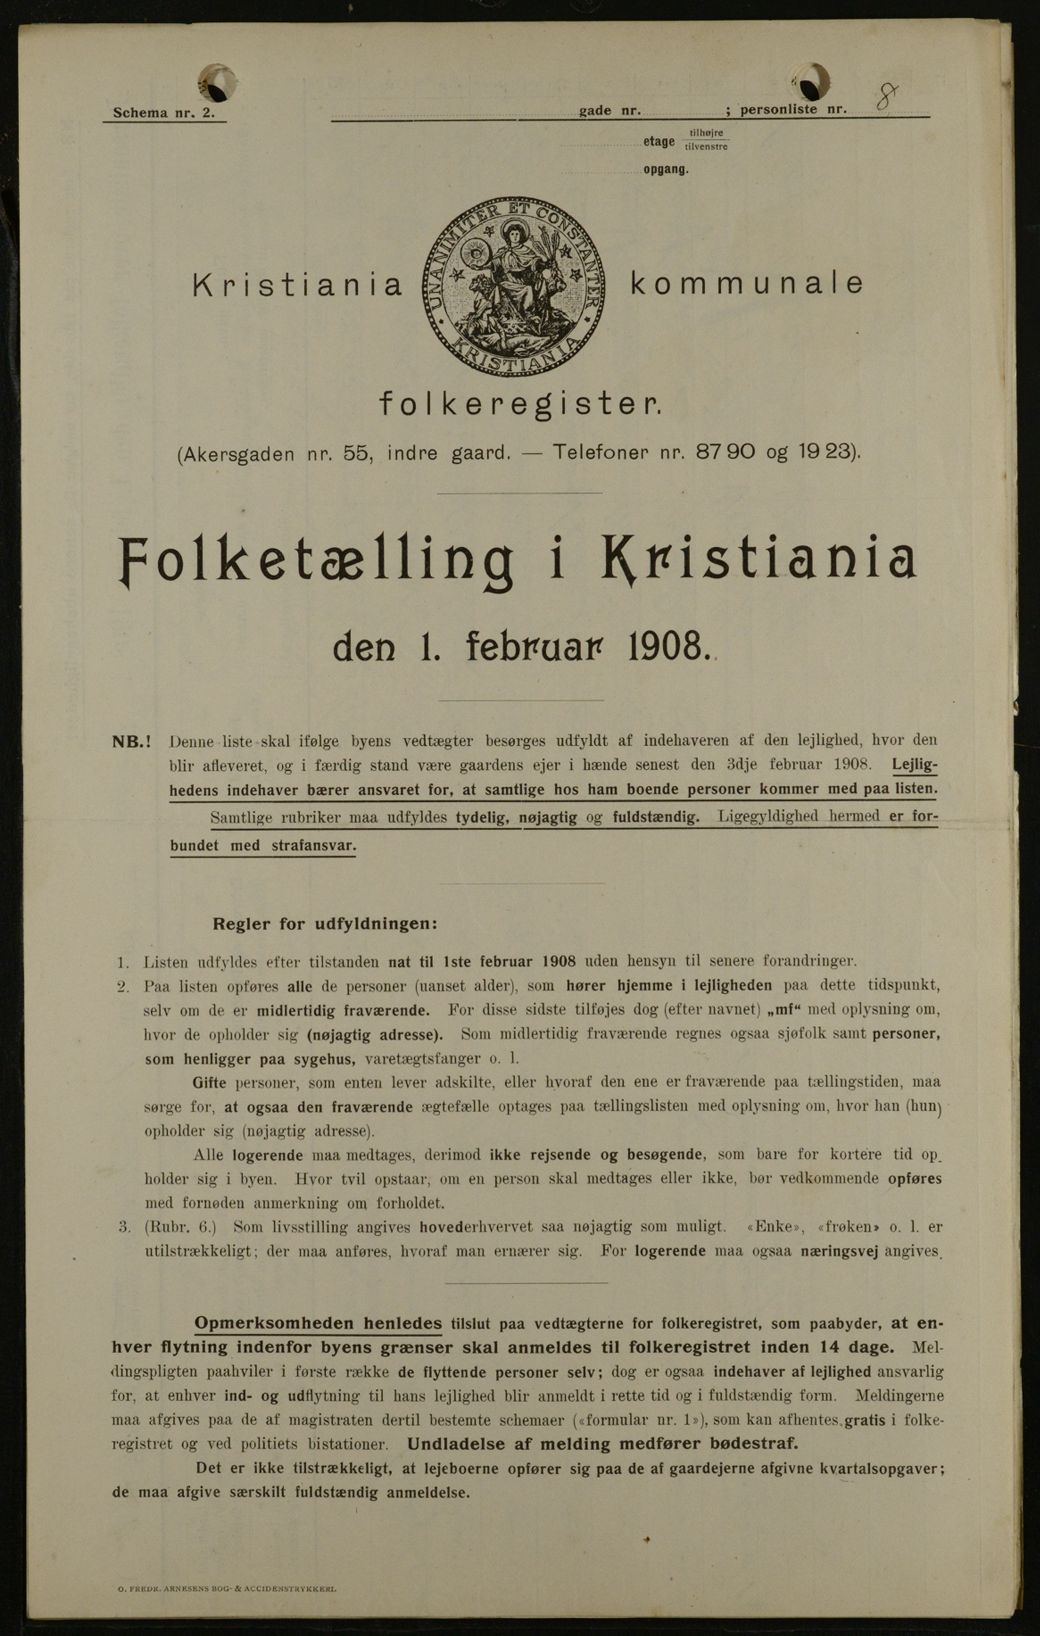 Schema nr. 2.
gade nr. ; personliste nr. 8
etage tilhøjre
tilvenstre
opgang.
UNANIMITER ET CONSTANTER
KRISTIANIA
Kristiania kommunale
folkeregister.
(Akersgaden nr. 55, indre gaard. — Telefoner nr. 87 90 og 19 23).
Folketælling i Kristiania
den 1. februar 1908.
NB.! Denne liste skal ifølge byens vedtægter besørges udfyldt af indehaveren af den lejlighed, hvor den
blir afleveret, og i færdig stand være gaardens ejer i hænde senest den 3dje februar 1908. Lejlig-
hedens indehaver bærer ansvaret for, at samtlige hos ham boende personer kommer med paa listen.
Samtlige rubriker maa udfyldes tydelig, nøjagtig og fuldstændig. Ligegyldighed hermed er for-
bundet med strafansvar.
Regler for udfyldningen:
1. Listen udfyldes efter tilstanden nat til 1ste februar 1908 uden hensyn til senere forandringer.
2. Paa listen opføres alle de personer (uanset alder), som hører hjemme i lejligheden paa dette tidspunkt,
selv om de er midlertidig fraværende. For disse sidste tilføjes dog (efter navnet) „mf“ med oplysning om,
hvor de opholder sig (nøjagtig adresse). Som midlertidig fraværende regnes ogsaa sjøfolk samt personer,
som henligger paa sygehus, varetægtsfanger o. l.
Gifte personer, som enten lever adskilte, eller hvoraf den ene er fraværende paa tællingstiden, maa
sørge for, at ogsaa den fraværende ægtefælle optages paa tællingslisten med oplysning om, hvor han (hun)
opholder sig (nøjagtig adresse).
Alle logerende maa medtages, derimod ikke rejsende og besøgende, som bare for kortere tid op-
holder sig i byen. Hvor tvil opstaar, om en person skal medtages eller ikke, bør vedkommende opføres
med fornøden anmerkning om forholdet.
3. (Rubr. 6.) Som livsstilling angives hovederhvervet saa nøjagtig som muligt. «Enke», «frøken» o. l. er
utilstrækkeligt; der maa anføres, hvoraf man ernærer sig. For logerende maa ogsaa næringsvej angives.
Opmerksomheden henledes tilslut paa vedtægterne for folkeregistret, som paabyder, at en-
hver flytning indenfor byens grænser skal anmeldes til folkeregistret inden 14 dage. Mel-
dingspligten paahviler i første række de flyttende personer selv; dog er ogsaa indehaver af lejlighed ansvarlig
for, at enhver ind- og udflytning til hans lejlighed blir anmeldt i rette tid og i fuldstændig form. Meldingerne
maa afgives paa de af magistraten dertil bestemte schemaer («formular nr. 1»), som kan afhentes gratis i folke-
registret og ved politiets bistationer. Undladelse af melding medfører bødestraf.
Det er ikke tilstrækkeligt, at lejeboerne opfører sig paa de af gaardejerne afgivne kvartalsopgaver;
de maa afgive særskilt fuldstændig anmeldelse.
O. FREDR. ARNESENS BOG- & ACCIDENSTRYKKERI.